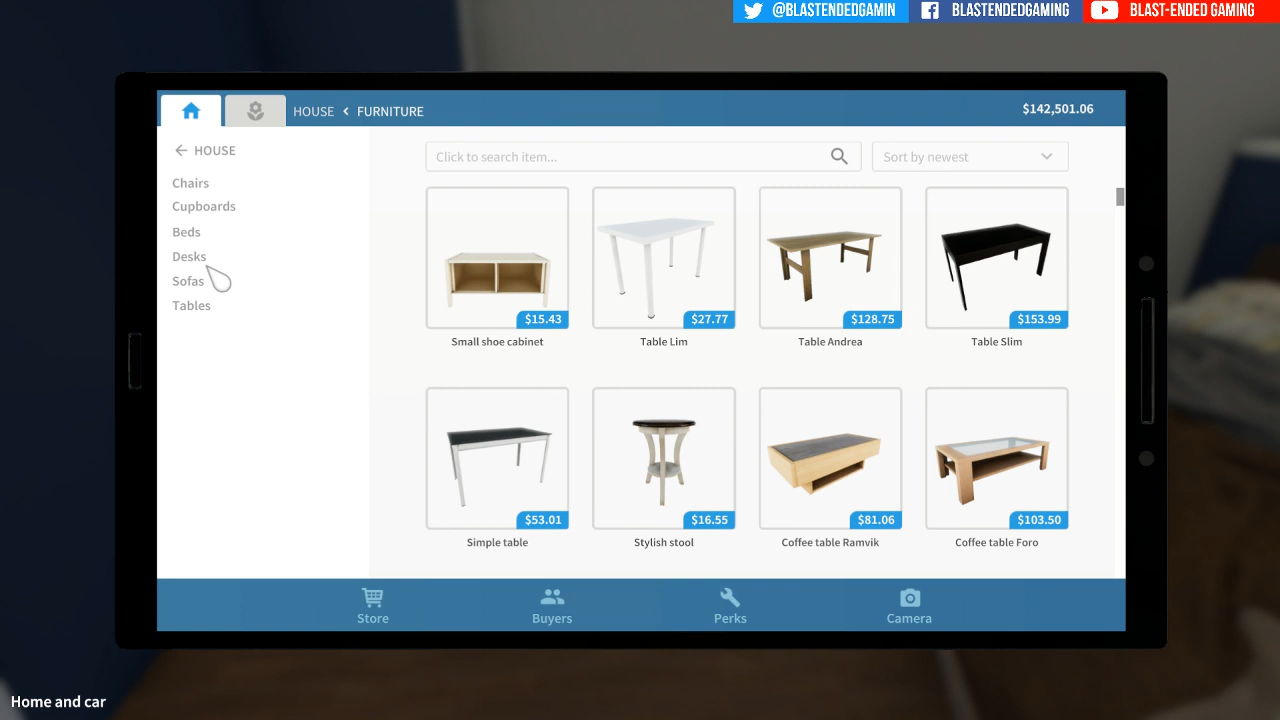 @BLASTENDEDGAMIN
BLASTENDEDGAMING
BLAST-ENDED GAMING
HOUSE < FURNITURE
$142,501.06
HOUSE
Chairs
Cupboards
Beds
Desks
Sofas
Tables
Click to search item...
Sort by newest
$15.43
$27.77
$128.75
$153.99
Small shoe cabinet
Table Lim
Table Andrea
Table Slim
$53.01
$16.55
$81.06
$103.50
Simple table
Stylish stool
Coffee table Ramvik
Coffee table Foro
Store
Buyers
Perks
Camera
Home and car